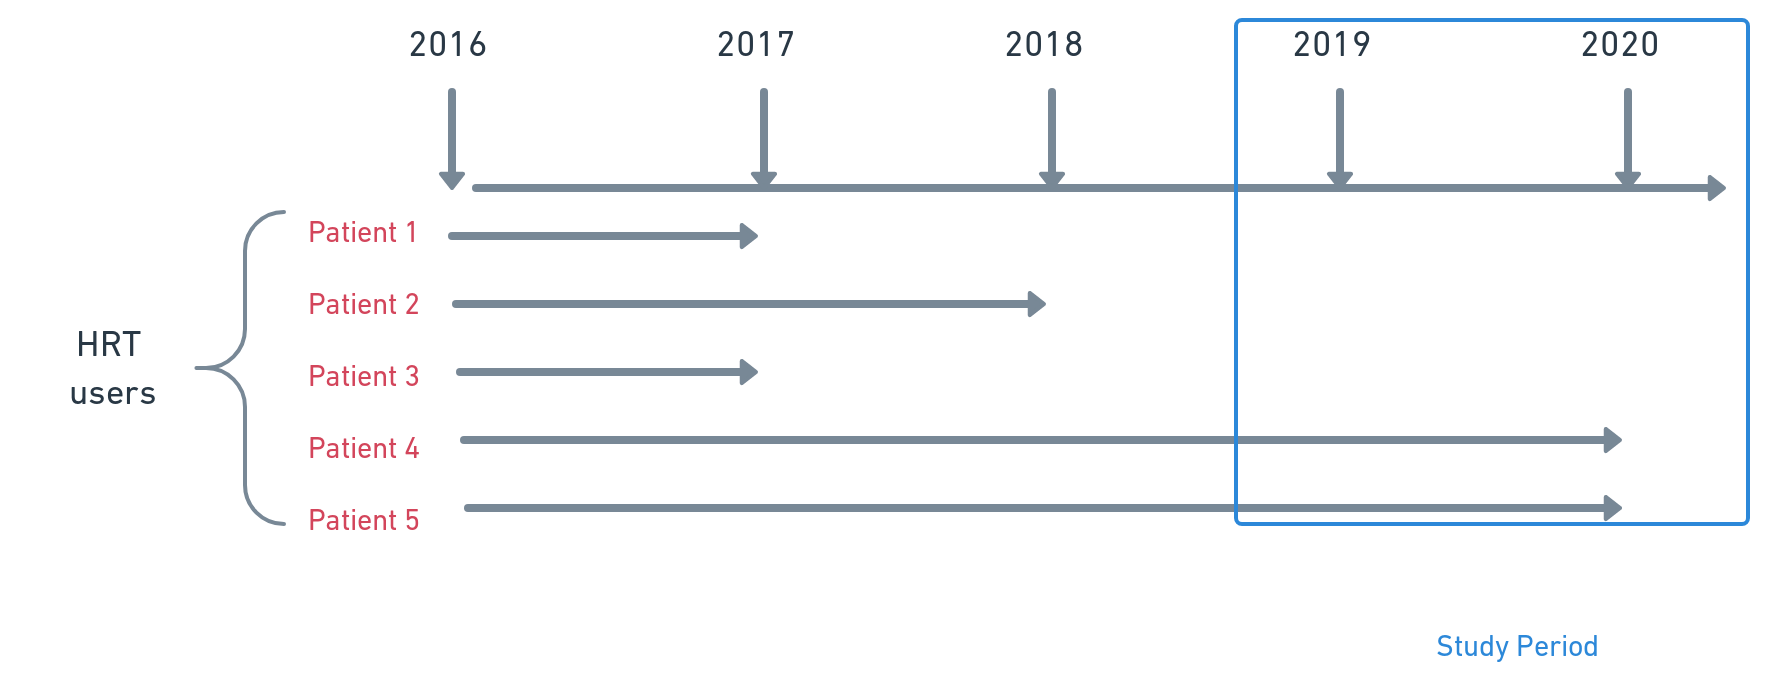 2016
2017
2018
2019
2020
Patient 1
Patient 2
Patient 3
Patient 4
Patient 5
HRT
users
Study Period